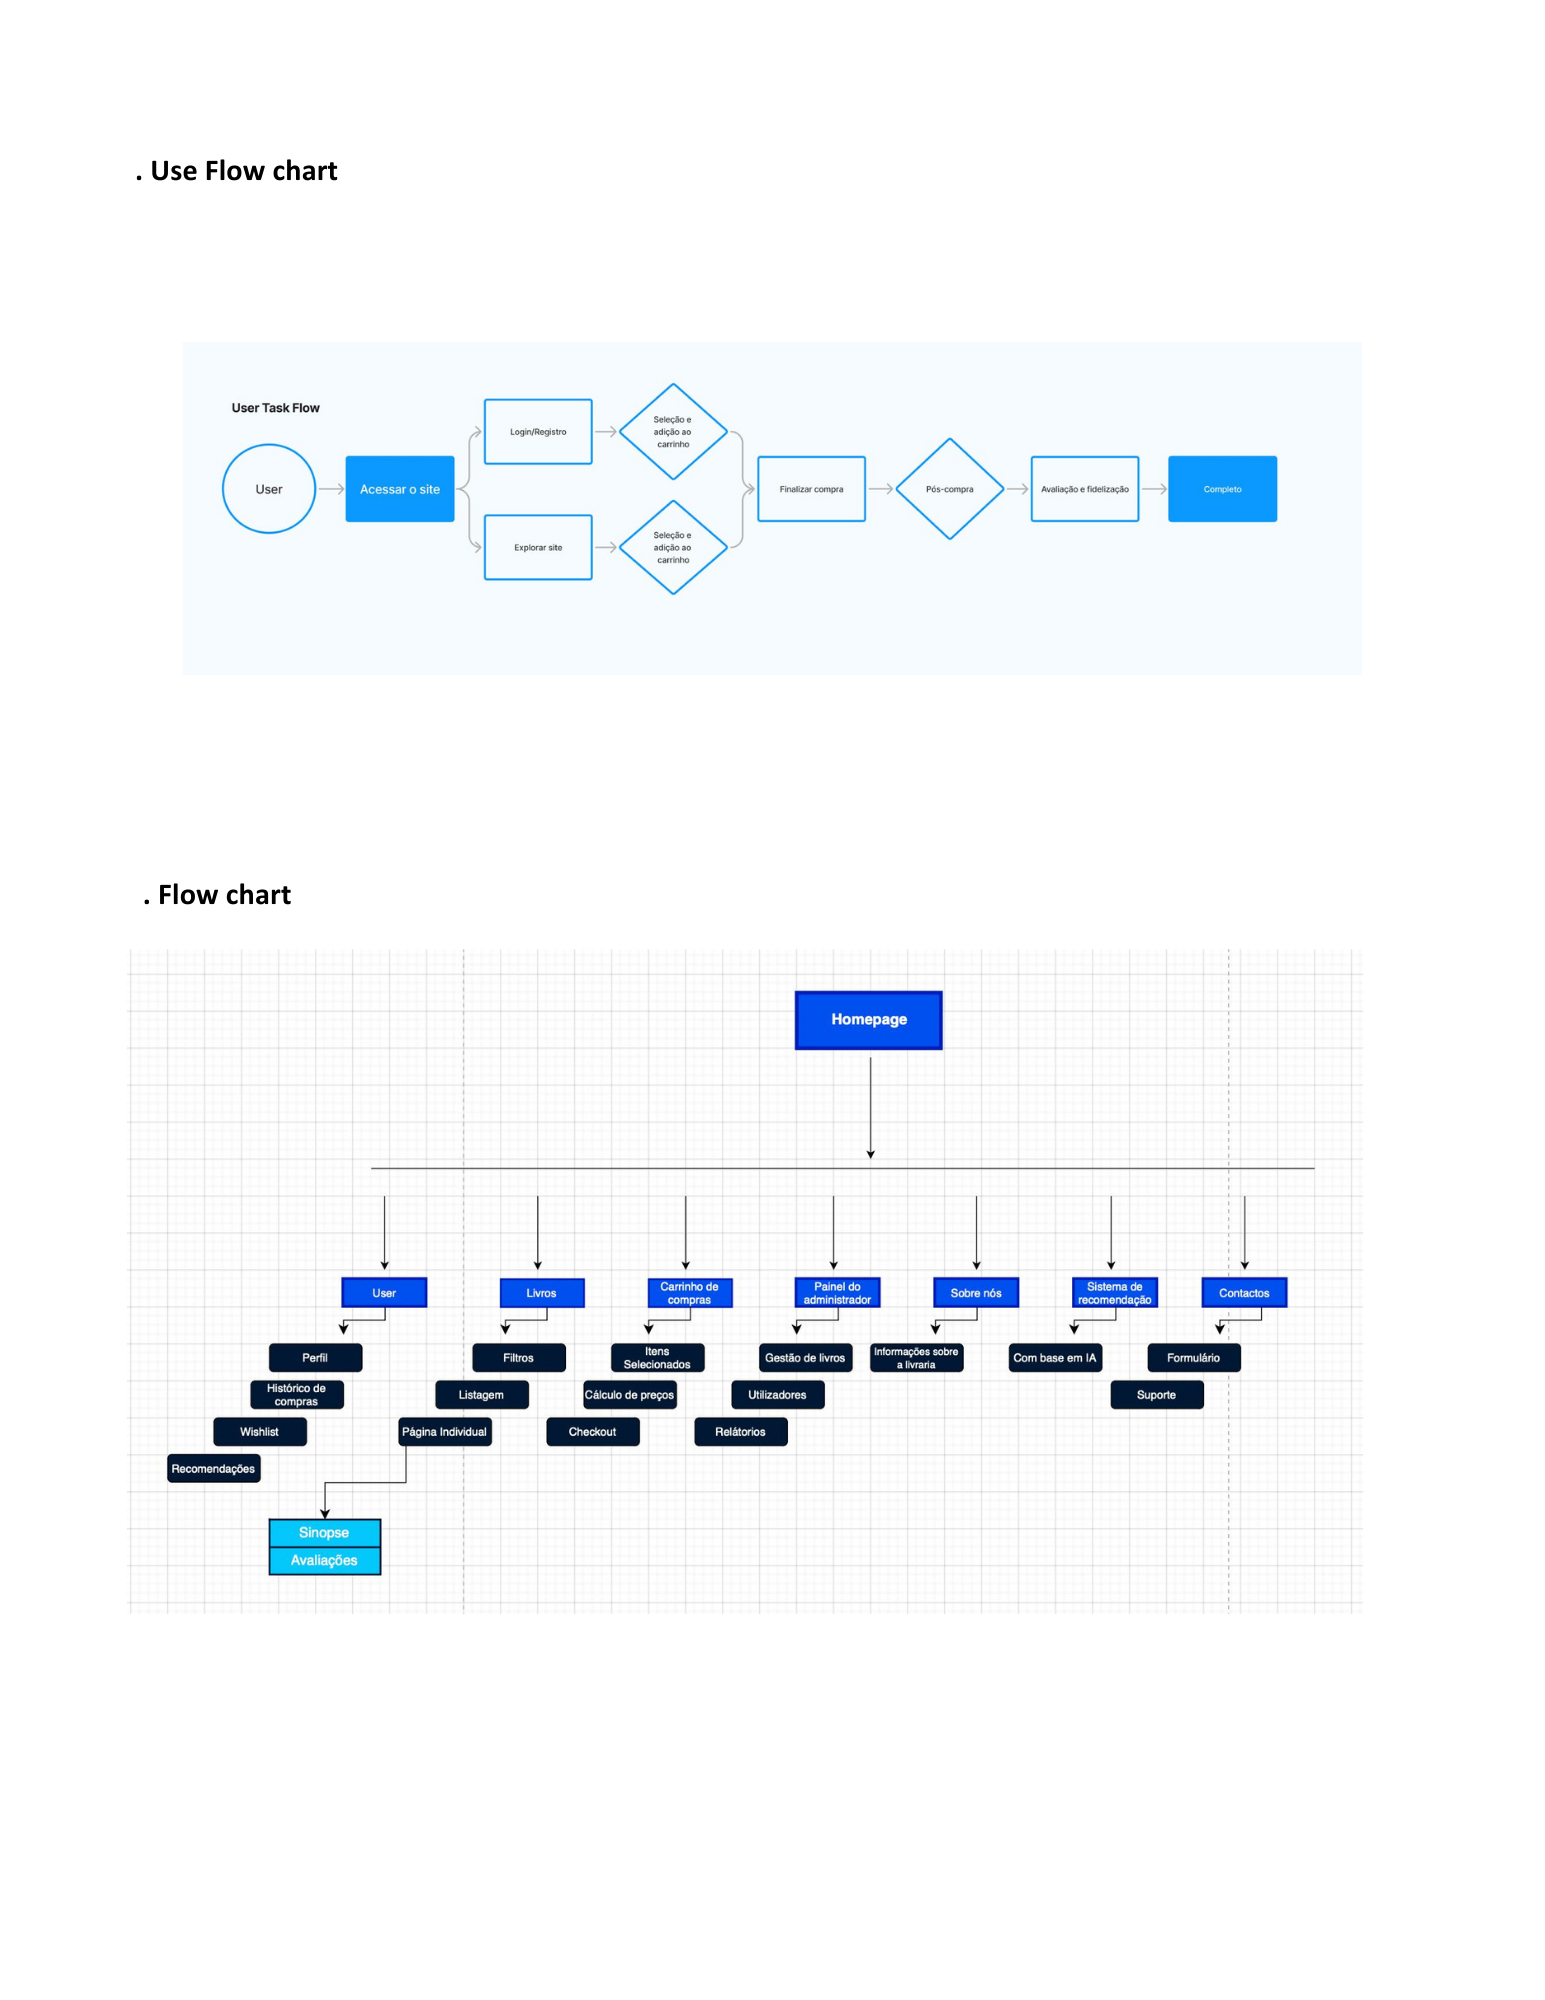 . Use Flow chart
User Task Flow
User
Acessar o site
Login/Registro
Seleção e
adição ao
carrinho
Explorar site
Seleção e
adição ao
carrinho
Finalizar compra
Pós-compra
Avaliação e fidelização
Completo
. Flow chart
Homepage
User
Livros
Carrinho de
compras
Painel do
administrador
Sobre nós
Sistema de
recomendação
Contactos
Perfil
Filtros
Itens
Selecionados
Gestão de livros
Informações sobre
a livraria
Com base em IA
Formulário
Histórico de
compras
Listagem
Cálculo de preços
Utilizadores
Suporte
Wishlist
Página Individual
Checkout
Relátorios
Recomendações
Sinopse
Avaliações